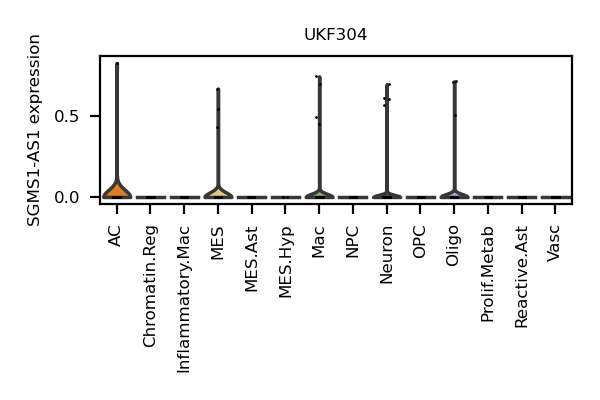 UKF304
SGMS1-AS1 expression
0.5
0.0
AC
Chromatin.Reg
Inflammatory.Mac
MES
MES.Ast
MES.Hyp
Mac
NPC
Neuron
OPC
Oligo
Prolif.Metab
Reactive.Ast
Vasc